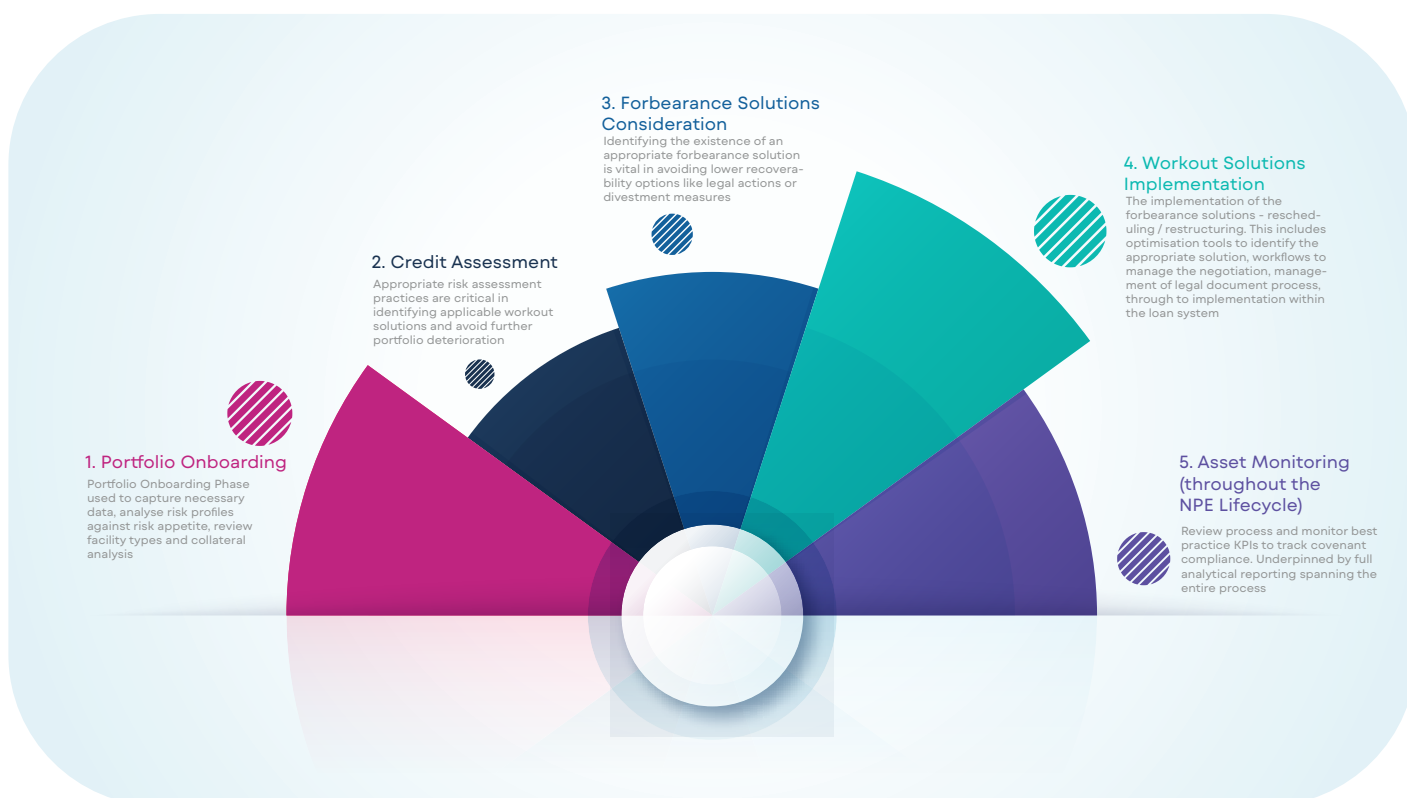 1. Portfolio Onboarding
Portfolio Onboarding Phase
used to capture necessary
data, analyse risk profiles
against risk appetite, review
facility types and collateral
analysis
2. Credit Assessment
Appropriate risk assessment
practices are critical in
identifying applicable workout
solutions and avoid further
portfolio deterioration
3. Forbearance Solutions
Consideration
Identifying the existence of an
appropriate forbearance solution
is vital in avoiding lower recovera-
bility options like legal actions or
divestment measures
4. Workout Solutions
Implementation
The implementation of the
forbearance solutions - resched-
uling / restructuring. This includes
optimisation tools to identify the
appropriate solution, workflows to
manage the negotiation, manage-
ment of legal document process,
through to implementation within
the loan system
5. Asset Monitoring
(throughout the
NPE Lifecycle)
Review process and monitor best
practice KPIs to track covenant
compliance. Underpinned by full
analytical reporting spanning the
entire process